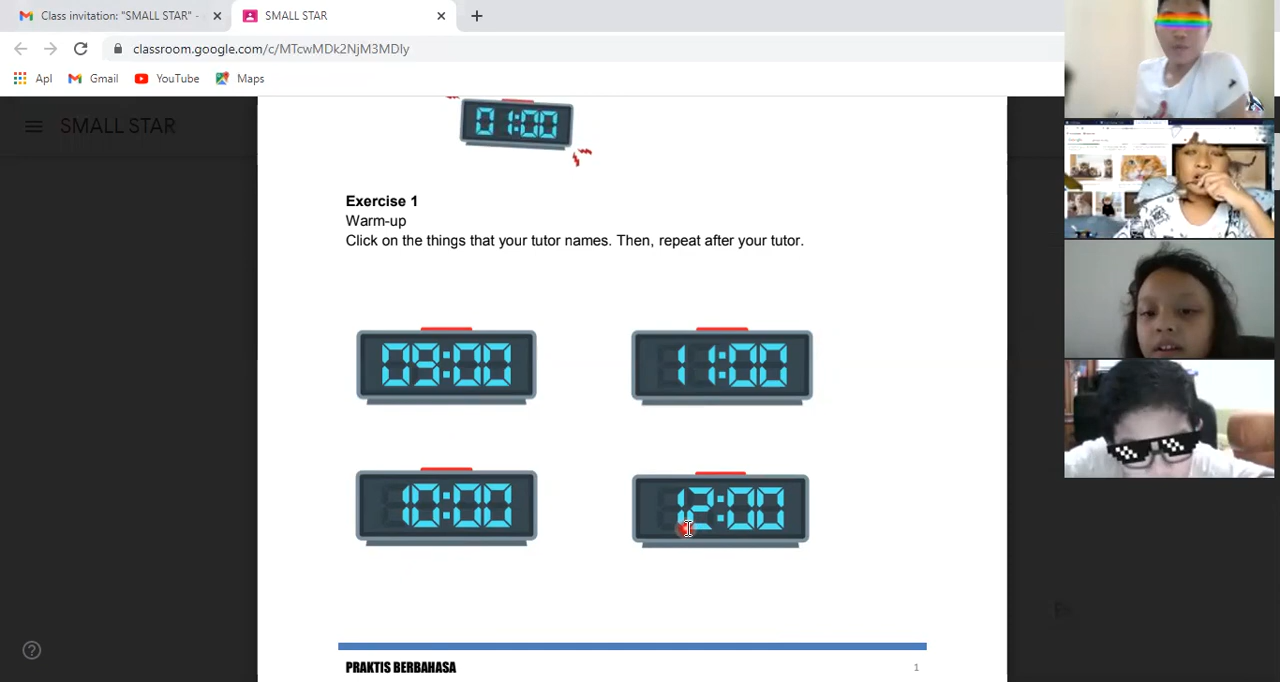 Class invitation: "SMALL STAR" -
SMALL STAR
classroom.google.com/c/MTcwMDk2NjM3MDIy
Apl
Gmail
YouTube
Maps
SMALL STAR
01:00
Exercise 1
Warm-up
Click on the things that your tutor names. Then, repeat after your tutor.
09:00
11:00
10:00
12:00
PRAKTIS BERBAHASA
1